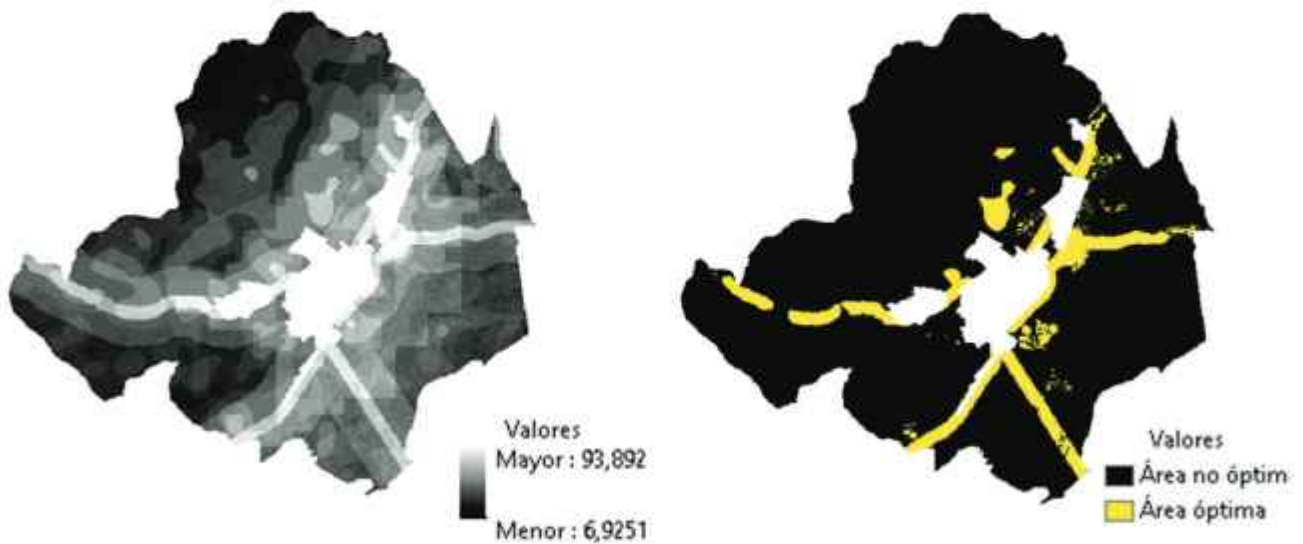 Valores
Mayor : 93,892
Menor : 6,9251
Valores
Área no óptim
Área óptima